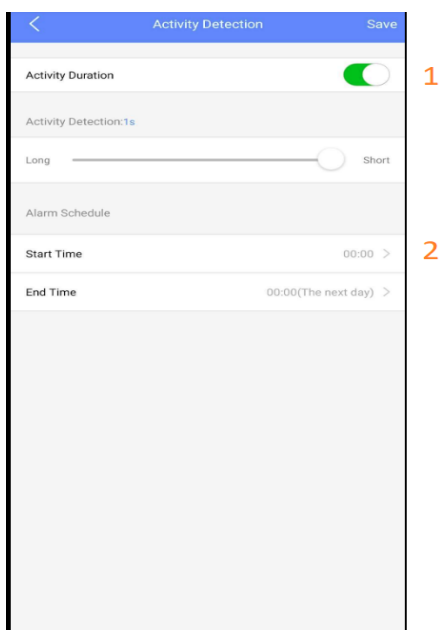 Activity Detection Save
Activity Duration 1
Activity Detection:1s
Long Short
Alarm Schedule
Start Time 00:00 > 2
End Time 00:00(The next day) >